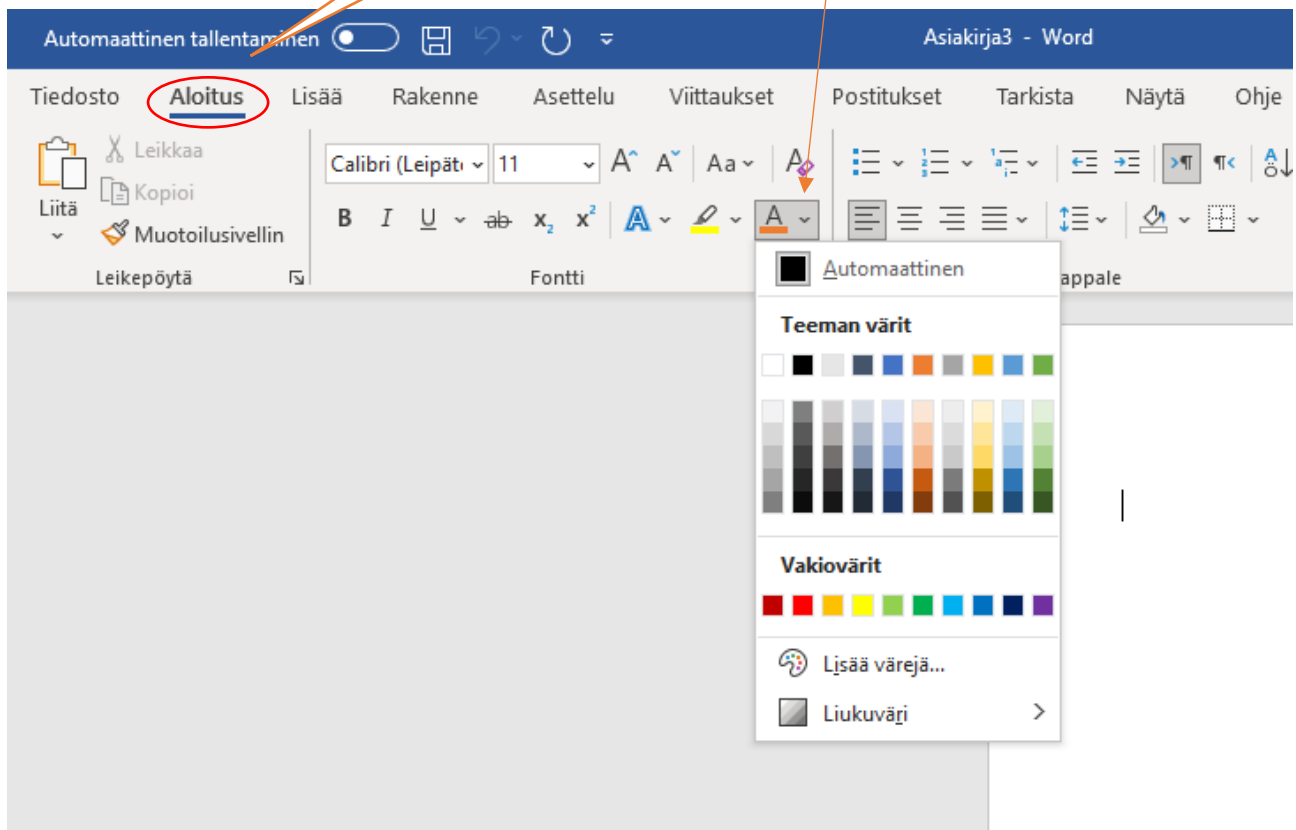 Automaattinen tallentaminen
Asiakirja3 - Word
Tiedosto Aloitus Lisää Rakenne Asettelu Viittaukset Postitukset Tarkista Näytä Ohje
Leikkaa
Kopioi
Liitä
Muotoilusivellin
Leikepöytä
Calibri (Leipät 11
Aa
B I U ab x₂ x²
Fontti
appale
Automaattinen
Teeman värit
Vakiovärit
Lisää värejä...
Liukuväri